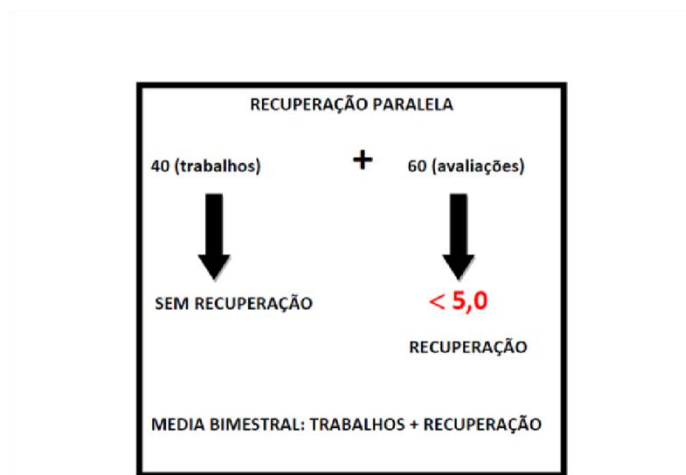 RECUPERAÇÃO PARALELA
40 (trabalhos) + 60 (avaliações)
SEM RECUPERAÇÃO < 5,0
RECUPERAÇÃO
MEDIA BIMESTRAL: TRABALHOS + RECUPERAÇÃO